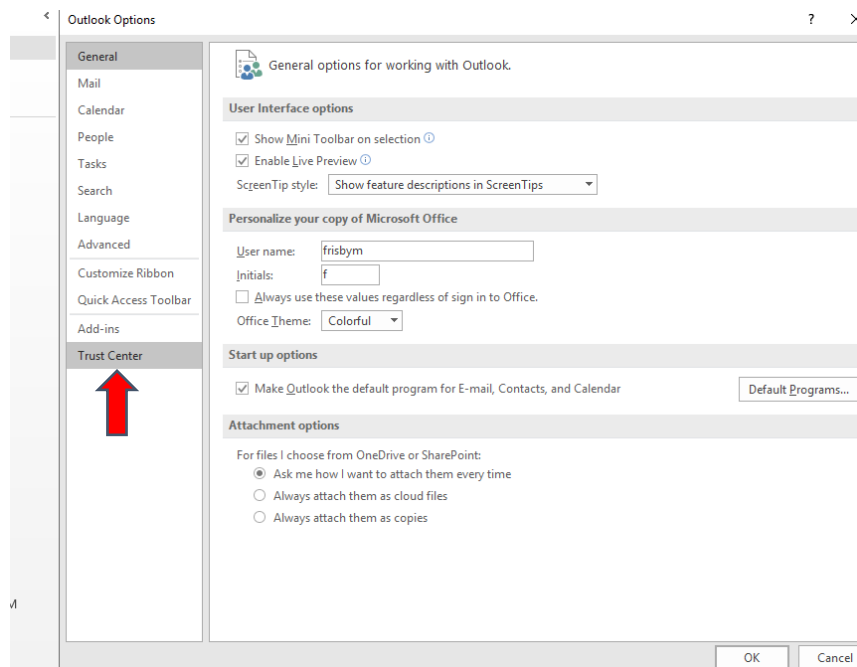 Outlook Options
?
General
Mail
Calendar
People
Tasks
Search
Language
Advanced
Customize Ribbon
Quick Access Toolbar
Add-ins
Trust Center
General options for working with Outlook.
User Interface options
Show Mini Toolbar on selection
Enable Live Preview
ScreenTip style: Show feature descriptions in ScreenTips
Personalize your copy of Microsoft Office
User name: frisbym
Initials: f
Always use these values regardless of sign in to Office.
Office Theme: Colorful
Start up options
Make Outlook the default program for E-mail, Contacts, and Calendar Default Programs...
Attachment options
For files I choose from OneDrive or SharePoint:
Ask me how I want to attach them every time
Always attach them as cloud files
Always attach them as copies
M
OK Cancel